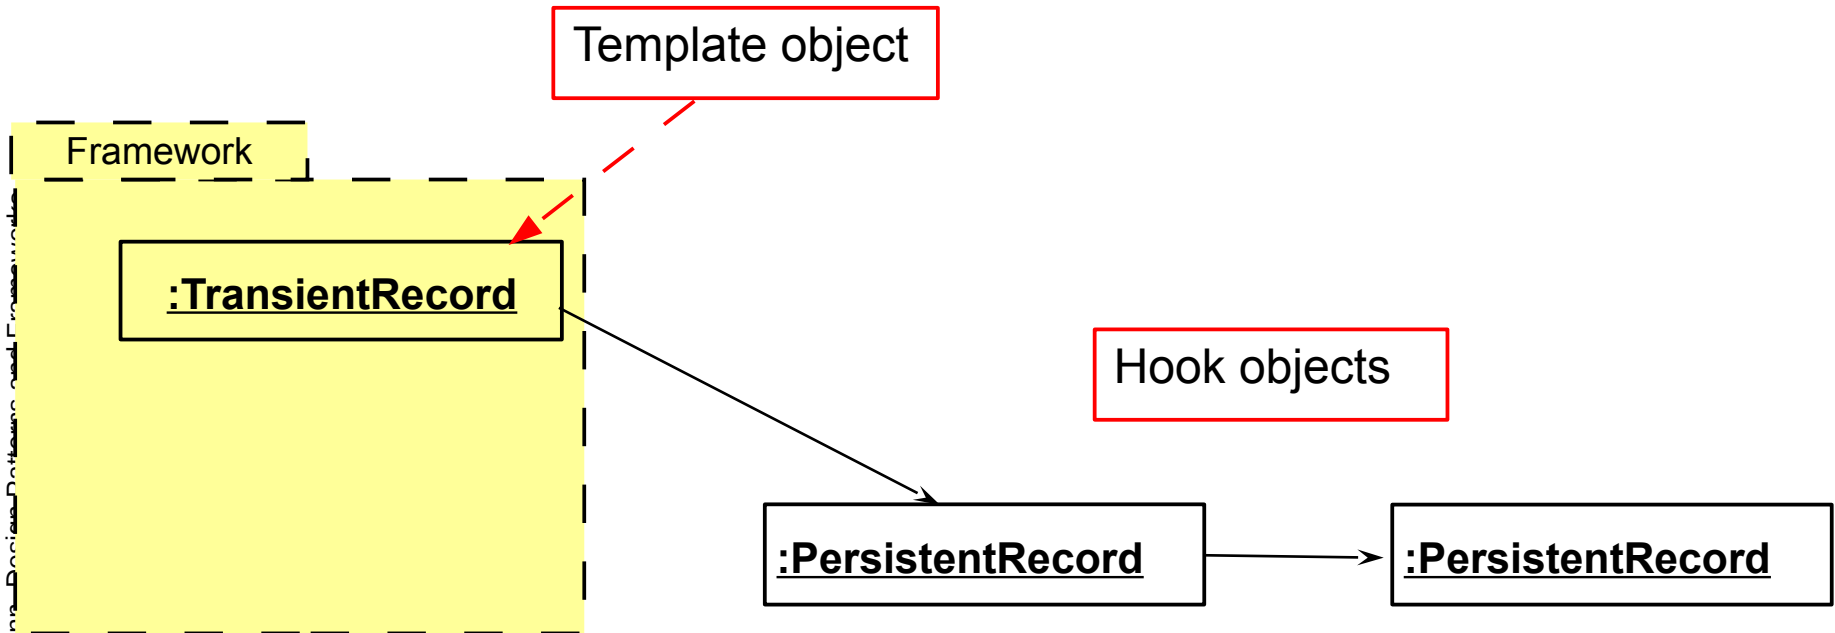 Template object
Framework
:TransientRecord
Hook objects
:PersistentRecord
:PersistentRecord